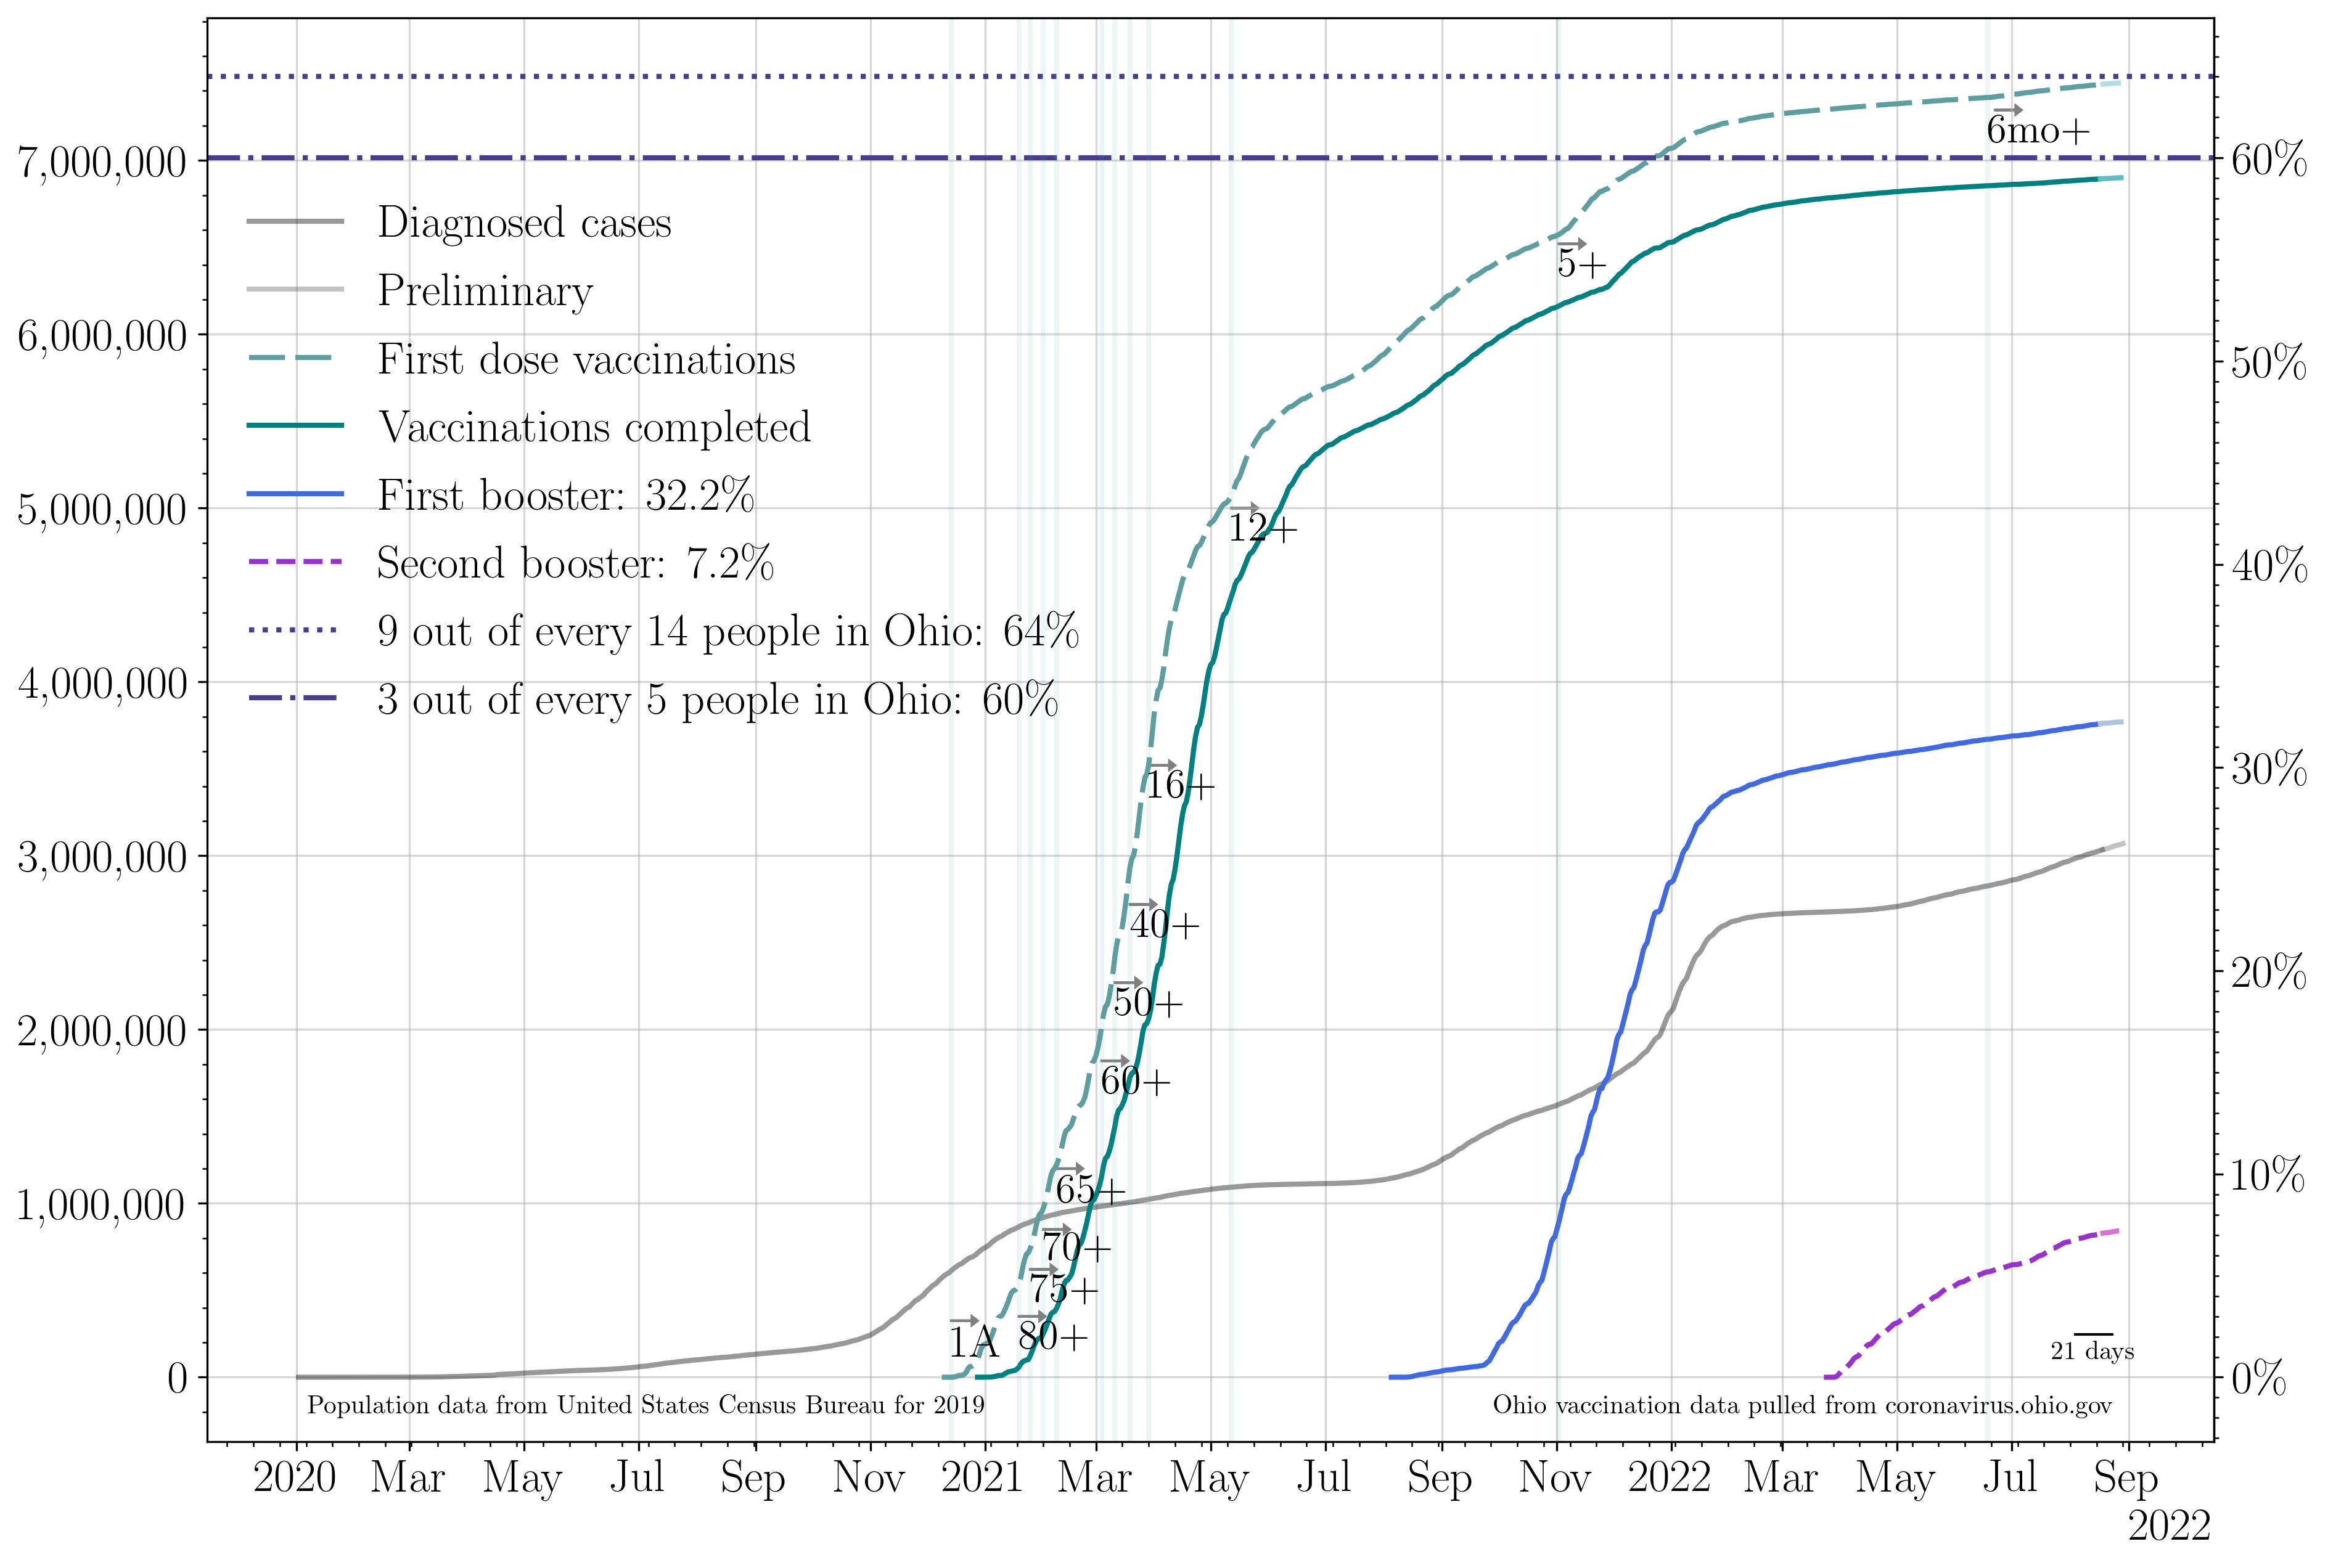 7,000,000
6,000,000
5,000,000
4,000,000
3,000,000
2,000,000
1,000,000
0
60%
50%
40%
30%
20%
10%
0%
Diagnosed cases
Preliminary
First dose vaccinations
Vaccinations completed
First booster: 32.2%
Second booster: 7.2%
9 out of every 14 people in Ohio: 64%
3 out of every 5 people in Ohio: 60%
6mo+
5+
12+
16+
40+
50+
60+
65+
70+
75+
80+
1A
21 days
Population data from United States Census Bureau for 2019
Ohio vaccination data pulled from coronavirus.ohio.gov
2020 Mar May Jul Sep Nov 2021 Mar May Jul Sep Nov 2022 Mar May Jul Sep
2022